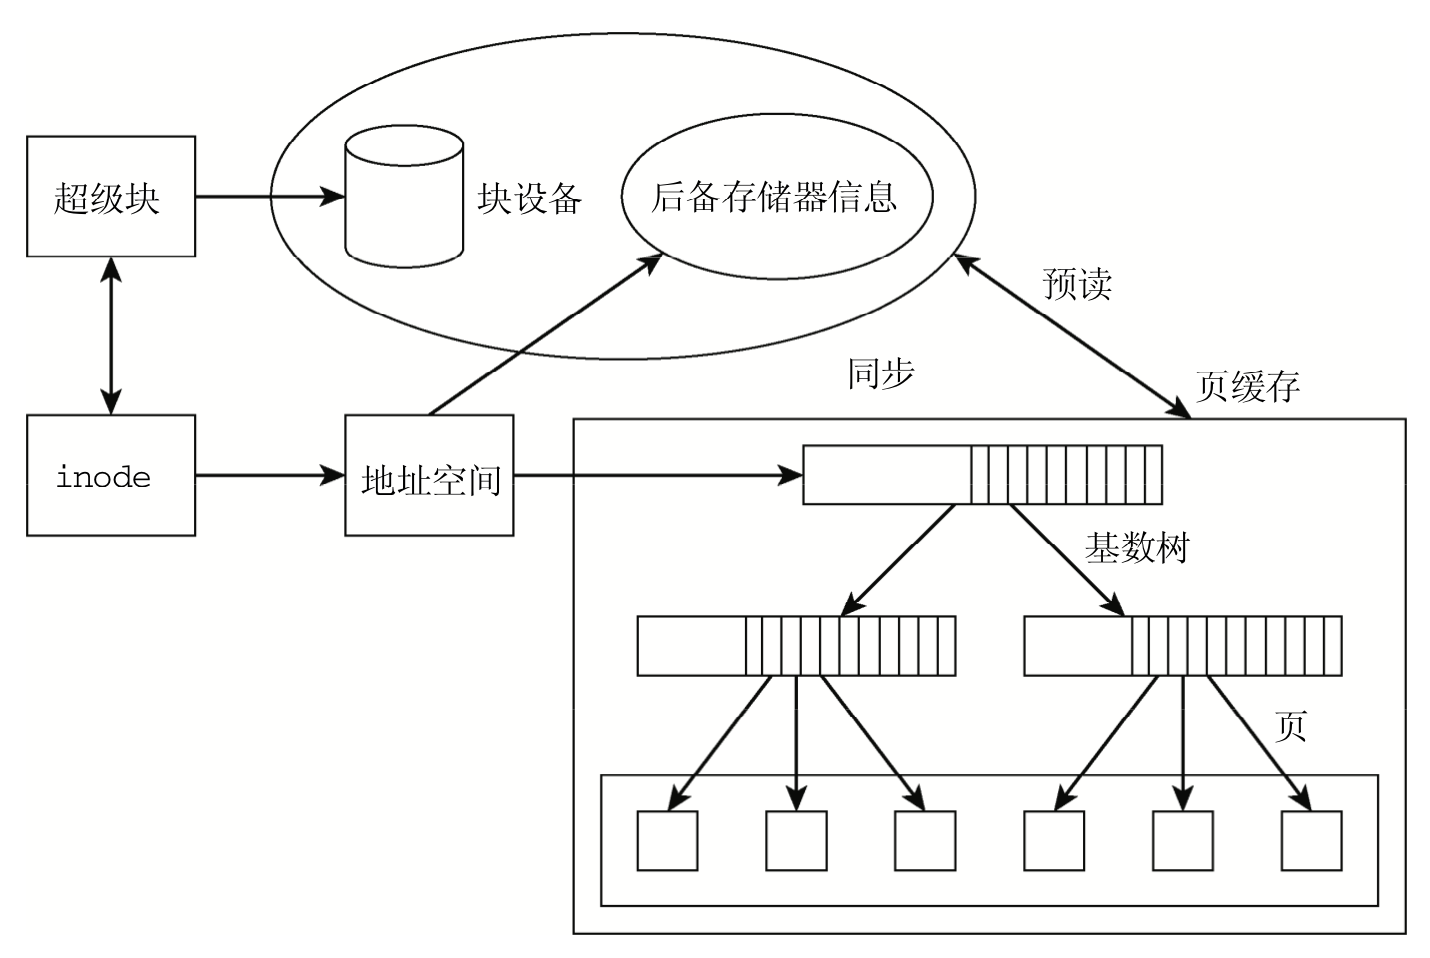 超级块
块设备
后备存储器信息
预读
同步
页缓存
inode
地址空间
基数树
页